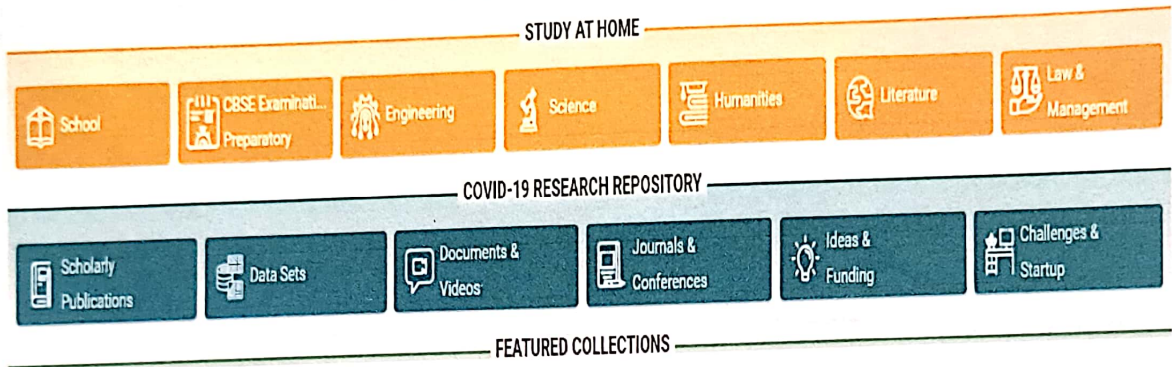 STUDY AT HOME
School
CBSE Examinati...
Preparatory
Engineering
Science
Humanities
Literature
Law &
Management
COVID-19 RESEARCH REPOSITORY
Scholarly
Publications
Data Sets
Documents &
Videos
Journals &
Conferences
Ideas &
Funding
Challenges &
Startup
FEATURED COLLECTIONS